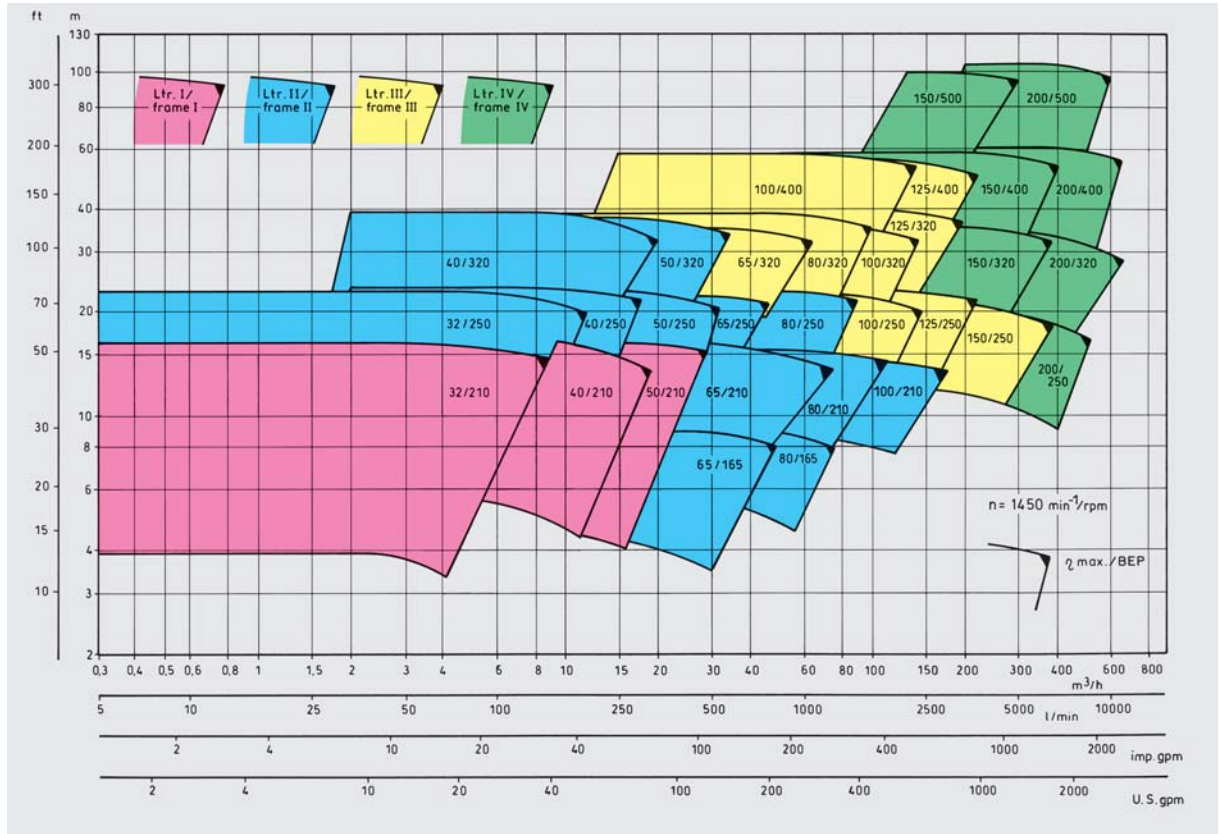 ft m
130
100
80
60
40
30
20
15
10
8
6
4
3
2
300
200
150
100
70
50
30
20
15
10
Ltr. I/
frame I
Ltr. II/
frame II
Ltr. III/
frame III
Ltr. IV/
frame IV
150/500 200/500
100/400 125/400 150/400 200/400
125/320
40/320 50/320 65/320 80/320 100/320 150/320 200/320
32/250 40/250 50/250 65/250 80/250 100/250 125/250 150/250
200/
250
32/210 40/210 50/210 65/210 80/210 100/210
65/165 80/165
n = 1450 min⁻¹/rpm
η max./BEP
0,3 0,4 0,5 0,6 0,8 1 1,5 2 3 4 6 8 10 15 20 30 40 60 80 100 150 200 300 400 600 800
m³/h
5 10 25 50 100 250 500 1000 2500 5000 10000
l/min
2 4 10 20 40 100 200 400 1000 2000
imp.gpm
2 4 10 20 40 100 200 400 1000 2000
U.S.gpm